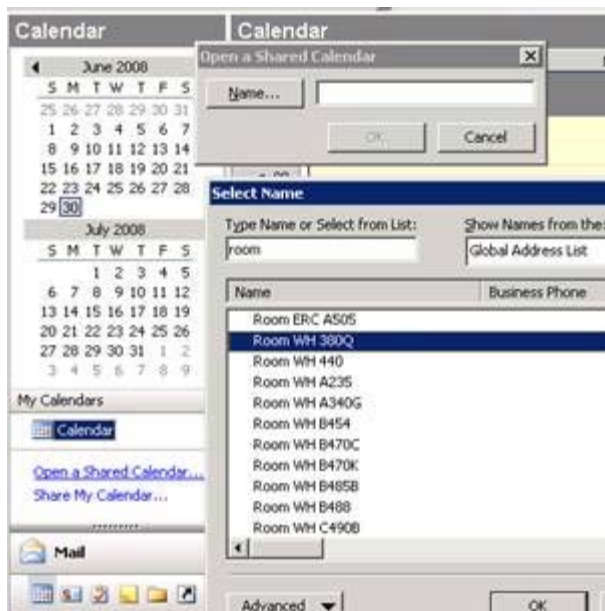 Calendar
Calendar
June 2008
S M T W T F S
25 26 27 28 29 30 31
1 2 3 4 5 6 7
8 9 10 11 12 13 14
15 16 17 18 19 20 21
22 23 24 25 26 27 28
29 30
July 2008
S M T W T F S
1 2 3 4 5
6 7 8 9 10 11 12
13 14 15 16 17 18 19
20 21 22 23 24 25 26
27 28 29 30 31 1 2
3 4 5 6 7 8 9
My Calendars
Calendar
Open a Shared Calendar...
Share My Calendar...
Mail
Open a Shared Calendar
Name...
OK
Cancel
Select Name
Type Name or Select from List:
Show Names from the:
room
Global Address List
Name
Business Phone
Room ERC A505
Room WH 380Q
Room WH 440
Room WH A235
Room WH A340G
Room WH B454
Room WH B470C
Room WH B470K
Room WH B485B
Room WH B488
Room WH C490B
Advanced
OK